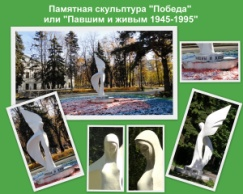 Памятная скульптура "Победа"
или "Павшим и живым 1945-1995"